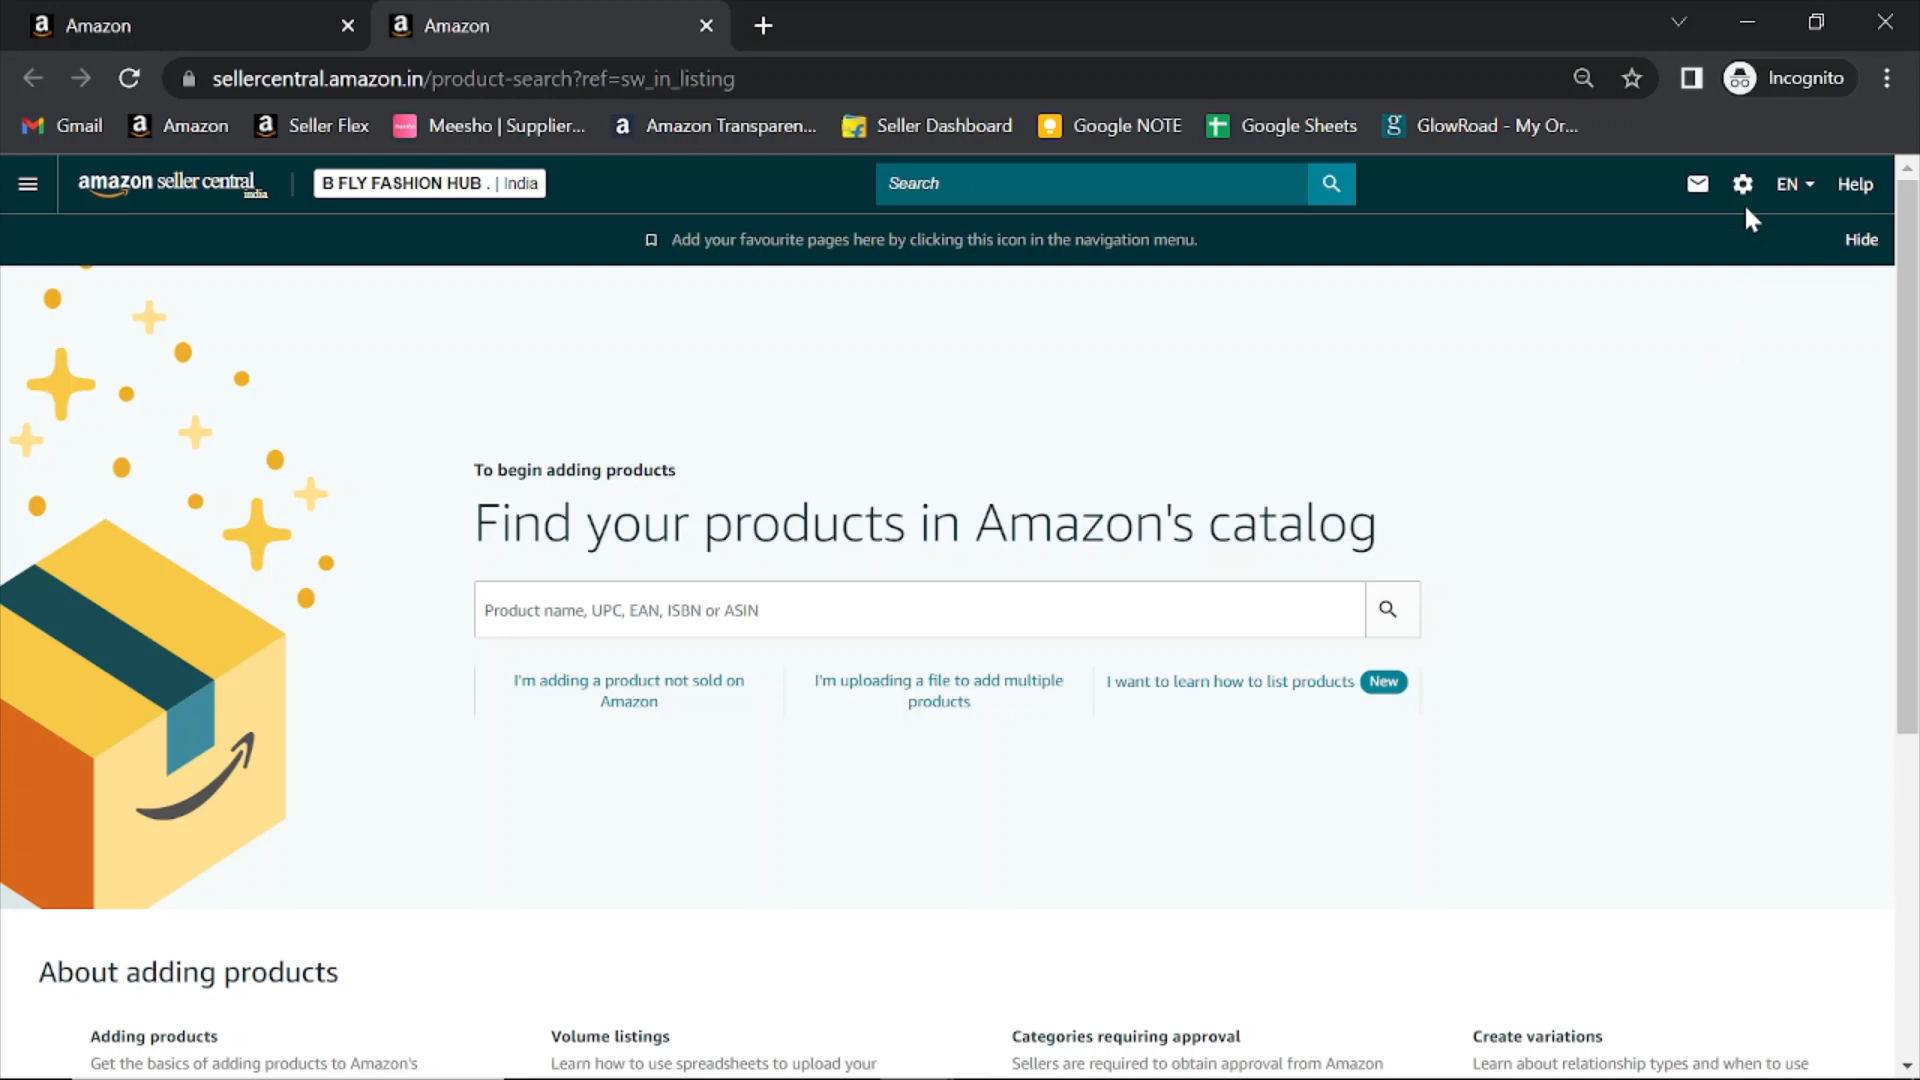 Amazon
Amazon
sellercentral.amazon.in/product-search?ref=sw_in_listing
Incognito
Gmail
Amazon
Seller Flex
Meesho | Supplier...
Amazon Transparen...
Seller Dashboard
Google NOTE
Google Sheets
GlowRoad - My Or...
amazon seller central
india
B FLY FASHION HUB . | India
Search
EN
Help
Add your favourite pages here by clicking this icon in the navigation menu.
Hide
To begin adding products
Find your products in Amazon's catalog
Product name, UPC, EAN, ISBN or ASIN
I'm adding a product not sold on
Amazon
I'm uploading a file to add multiple
products
I want to learn how to list products New
About adding products
Adding products
Get the basics of adding products to Amazon's
Volume listings
Learn how to use spreadsheets to upload your
Categories requiring approval
Sellers are required to obtain approval from Amazon
Create variations
Learn about relationship types and when to use